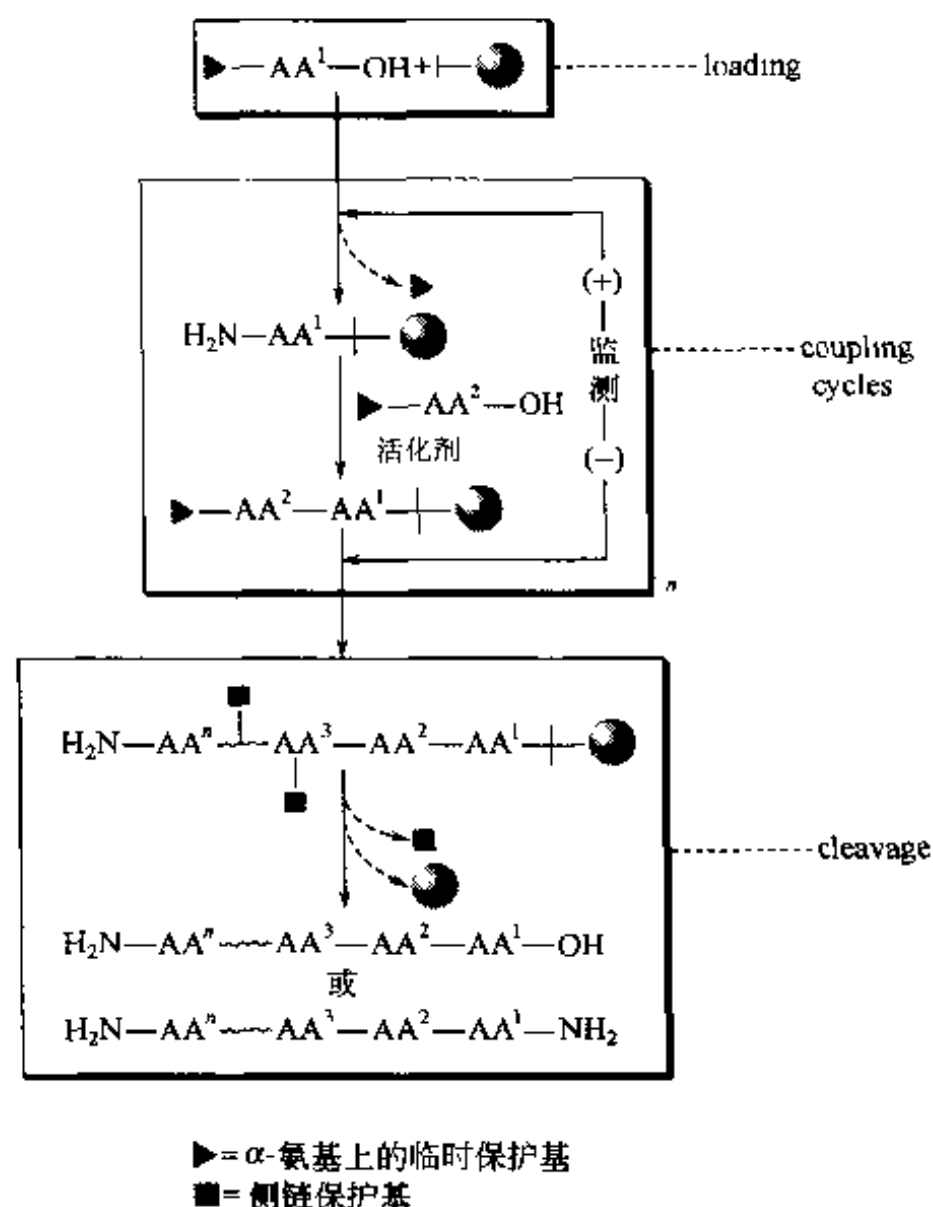 ▶—AA¹—OH+
loading
(+)
H₂N—AA¹
监测
coupling
cycles
▶—AA²—OH
活化剂
(−)
▶—AA²—AA¹
n
H₂N—AAⁿ AA³—AA²—AA¹
cleavage
H₂N—AAⁿ AA³—AA²—AA¹—OH
或
H₂N—AAⁿ AA³—AA²—AA¹—NH₂
▶=α-氨基上的临时保护基
■=侧链保护基